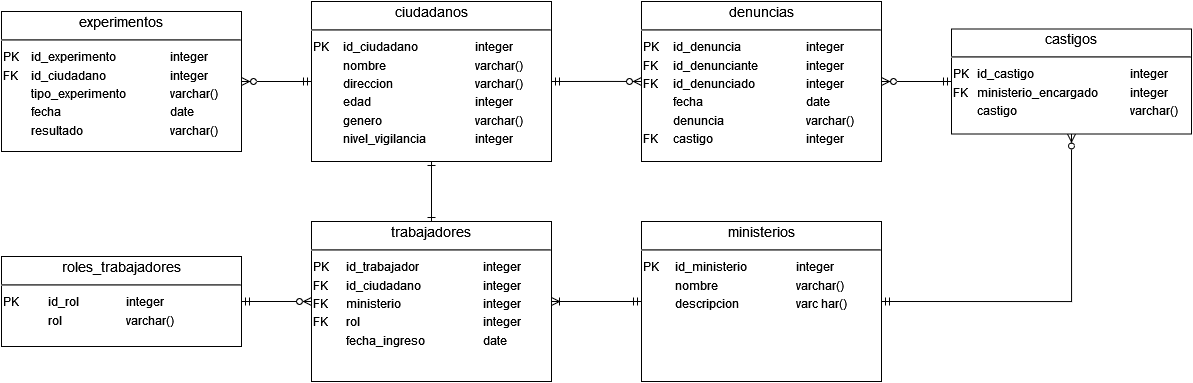 experimentos
PK id_experimento integer
FK id_ciudadano integer
tipo_experimento varchar()
fecha date
resultado varchar()
ciudadanos
PK id_ciudadano integer
nombre varchar()
direccion varchar()
edad integer
genero varchar()
nivel_vigilancia integer
denuncias
PK id_denuncia integer
FK id_denunciante integer
FK id_denunciado integer
fecha date
denuncia varchar()
FK castigo integer
castigos
PK id_castigo integer
FK ministerio_encargado integer
castigo varchar()
roles_trabajadores
PK id_rol integer
rol varchar()
trabajadores
PK id_trabajador integer
FK id_ciudadano integer
FK ministerio integer
FK rol integer
fecha_ingreso date
ministerios
PK id_ministerio integer
nombre varchar()
descripcion varc har()